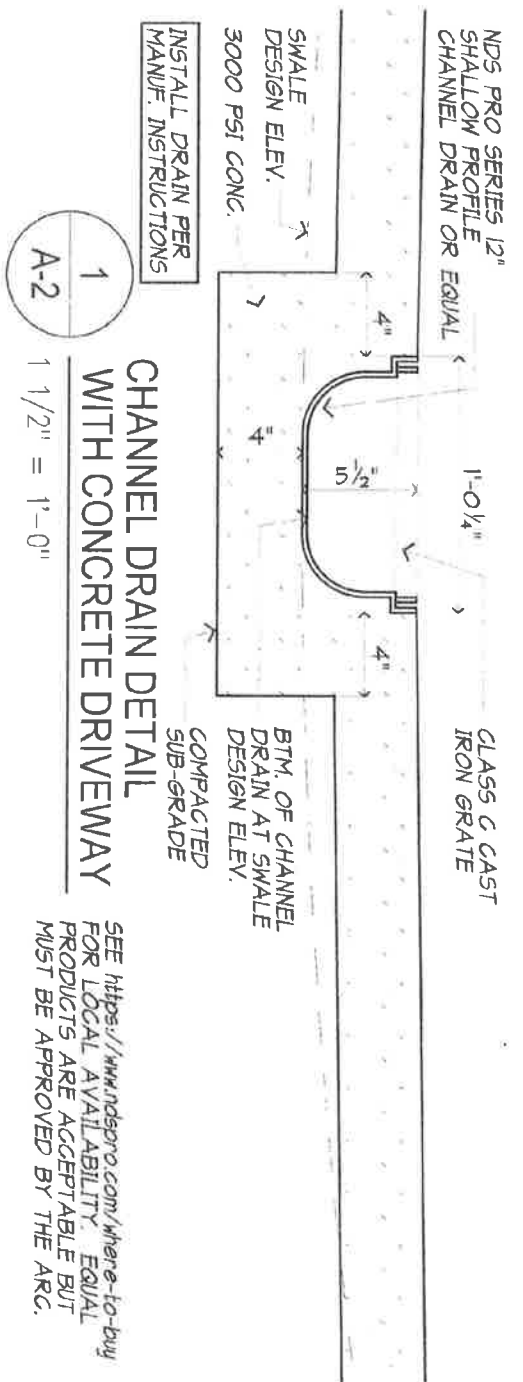 NDS PRO SERIES 12"
SHALLOW PROFILE
CHANNEL DRAIN OR EQUAL
1'-0 1/4"
CLASS C CAST
IRON GRATE
4"
5 1/2"
4"
4"
SWALE
DESIGN ELEV.
3000 PSI CONC.
BTM. OF CHANNEL
DRAIN AT SWALE
DESIGN ELEV.
COMPACTED
SUB-GRADE
INSTALL DRAIN PER
MANUF. INSTRUCTIONS
1
A-2
CHANNEL DRAIN DETAIL
WITH CONCRETE DRIVEWAY
1 1/2" = 1'-0"
SEE https://www.ndspro.com/where-to-buy
FOR LOCAL AVAILABILITY. EQUAL
PRODUCTS ARE ACCEPTABLE BUT
MUST BE APPROVED BY THE ARC.